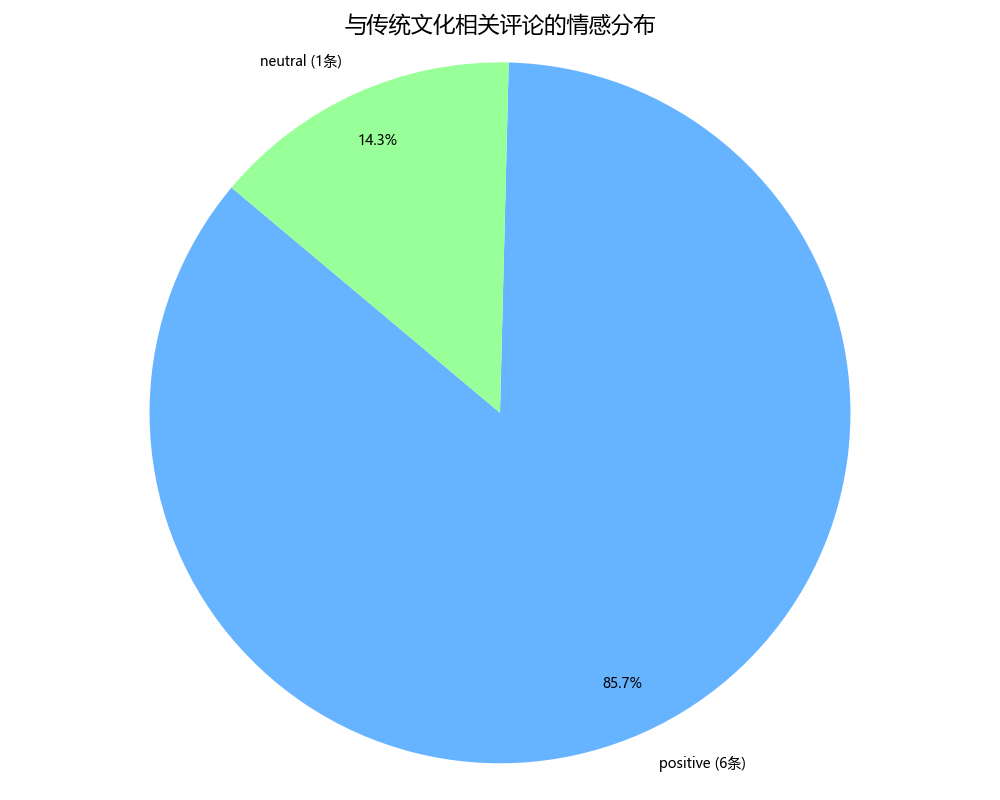 与传统文化相关评论的情感分布
neutral (1条)
14.3%
85.7%
positive (6条)